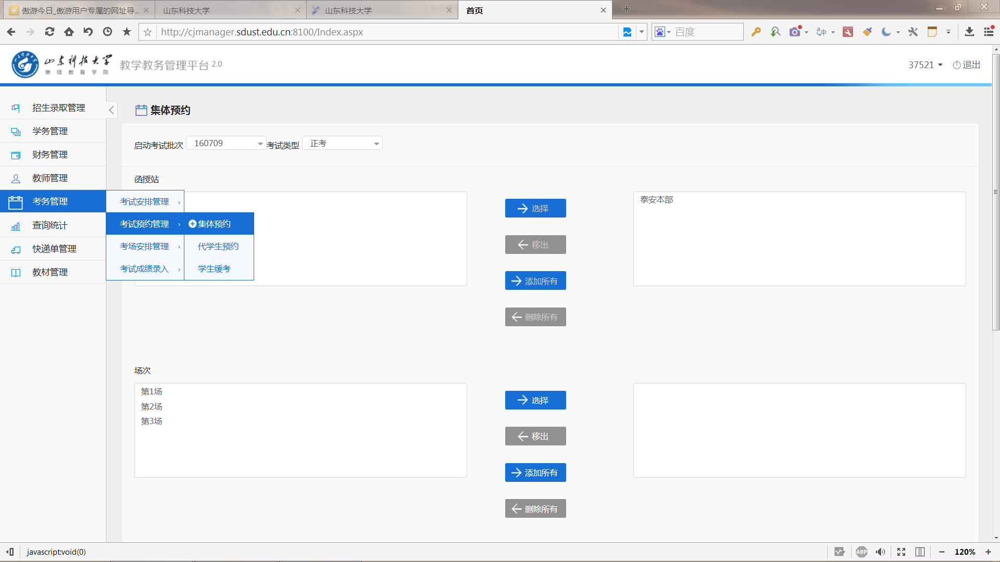 傲游今日_傲游用户专属的网址导...
山东科技大学
山东科技大学
首页
http://cjmanager.sdust.edu.cn:8100/Index.aspx
百度
山东科技大学
继续教育学院
教学教务管理平台 2.0
37521
退出
招生录取管理
学务管理
财务管理
教师管理
考务管理
查询统计
快递单管理
教材管理
考试安排管理
考试预约管理
考场安排管理
考试成绩录入
集体预约
代学生预约
学生缓考
集体预约
启动考试批次 160709 考试类型 正考
函授站
选择
移出
添加所有
删除所有
泰安本部
场次
第1场
第2场
第3场
选择
移出
添加所有
删除所有
javascript:void(0)
ABP
120%